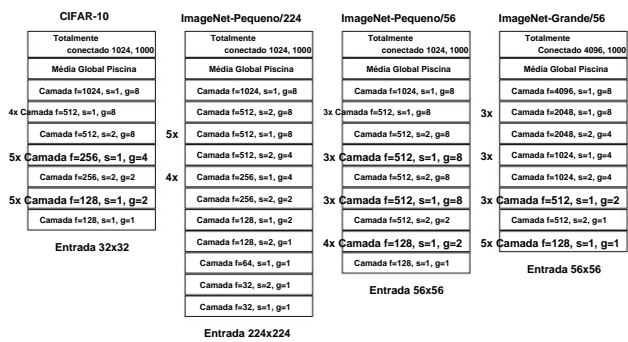 CIFAR-10
Totalmente
conectado 1024, 1000
Média Global Piscina
Camada f=1024, s=1, g=8
4x Camada f=512, s=1, g=8
Camada f=512, s=2, g=8
5x Camada f=256, s=1, g=4
Camada f=256, s=2, g=2
5x Camada f=128, s=1, g=2
Camada f=128, s=1, g=1
Entrada 32x32
ImageNet-Pequeno/224
Totalmente
conectado 1024, 1000
Média Global Piscina
Camada f=1024, s=1, g=8
Camada f=512, s=2, g=8
5x Camada f=512, s=1, g=8
Camada f=512, s=2, g=4
4x Camada f=256, s=1, g=4
Camada f=256, s=2, g=2
Camada f=128, s=1, g=2
Camada f=128, s=2, g=1
Camada f=64, s=1, g=1
Camada f=32, s=2, g=1
Camada f=32, s=1, g=1
Entrada 224x224
ImageNet-Pequeno/56
Totalmente
conectado 1024, 1000
Média Global Piscina
Camada f=1024, s=1, g=8
3x Camada f=512, s=1, g=8
Camada f=512, s=2, g=8
3x Camada f=512, s=1, g=8
Camada f=512, s=2, g=8
3x Camada f=512, s=1, g=8
Camada f=512, s=2, g=2
4x Camada f=128, s=1, g=2
Camada f=128, s=1, g=1
Entrada 56x56
ImageNet-Grande/56
Totalmente
Conectado 4096, 1000
Média Global Piscina
Camada f=4096, s=1, g=8
3x Camada f=2048, s=1, g=8
Camada f=2048, s=2, g=4
3x Camada f=1024, s=1, g=4
Camada f=1024, s=2, g=4
3x Camada f=512, s=1, g=2
Camada f=512, s=2, g=1
5x Camada f=128, s=1, g=1
Entrada 56x56